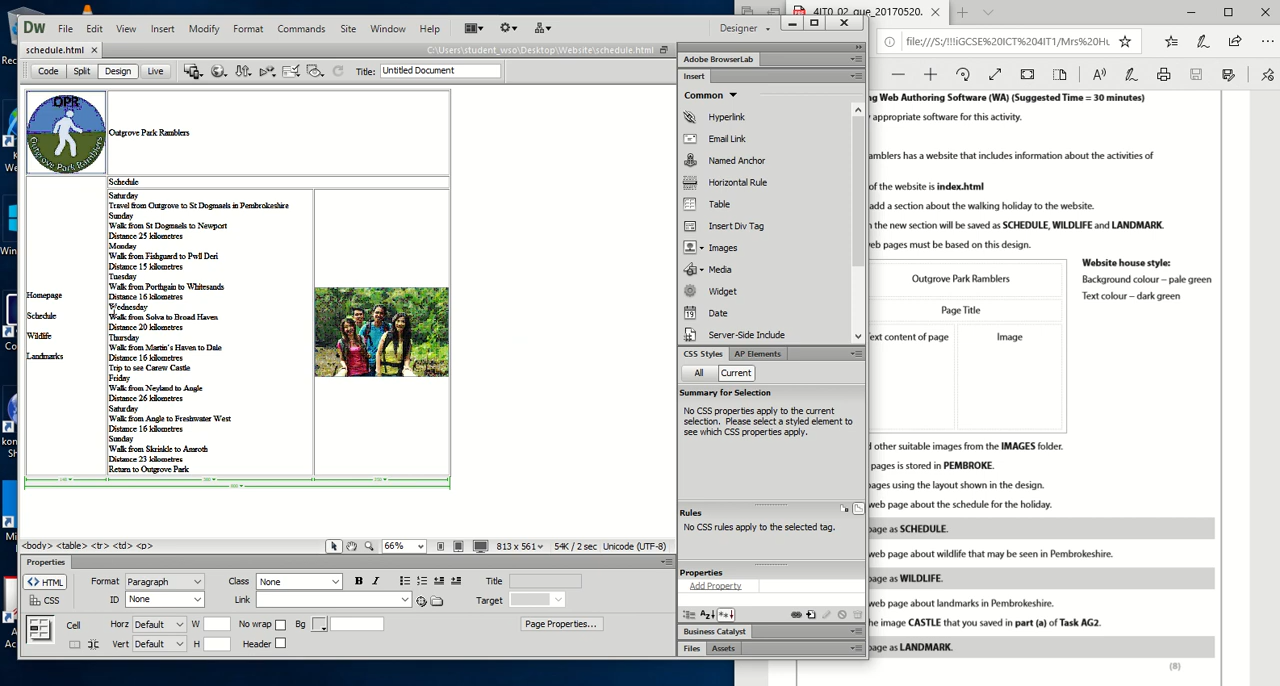 DW File Edit View Insert Modify Format Commands Site Window Help Designer
4IT0_02_que_20170520.
schedule.html
C:\Users\student_wso\Desktop\Website\schedule.html
Code Split Design Live Title: Untitled Document
file:///S:/!!!iGCSE%20ICT%204IT1/Mrs%20Hu
OPR
Outgrove Park Ramblers
Outgrove Park Ramblers
Schedule
Saturday
Travel from Outgrove to St Dogmaels in Pembrokeshire
Sunday
Walk from St Dogmaels to Newport
Distance 25 kilometres
Monday
Walk from Fishguard to Pwll Deri
Distance 15 kilometres
Tuesday
Walk from Porthgain to Whitesands
Distance 16 kilometres
Wednesday
Walk from Solva to Broad Haven
Distance 20 kilometres
Thursday
Walk from Martin's Haven to Dale
Distance 16 kilometres
Trip to see Carew Castle
Friday
Walk from Neyland to Angle
Distance 26 kilometres
Saturday
Walk from Angle to Freshwater West
Distance 16 kilometres
Sunday
Walk from Skrinkle to Amroth
Distance 23 kilometres
Return to Outgrove Park
Homepage
Schedule
Wildlife
Landmarks
<body> <table> <tr> <td> <p>
66% 813 x 561 54K / 2 sec Unicode (UTF-8)
Properties
<> HTML Format Paragraph Class None B I Title
CSS ID None Link Target
Cell Horz Default W No wrap Bg Page Properties...
Vert Default H Header
Adobe BrowserLab
Insert
Common
Hyperlink
Email Link
Named Anchor
Horizontal Rule
Table
Insert Div Tag
Images
Media
Widget
Date
Server-Side Include
CSS Styles AP Elements
All Current
Summary for Selection
No CSS properties apply to the current
selection. Please select a styled element to
see which CSS properties apply.
Rules
No CSS rules apply to the selected tag.
Properties
Add Property
Business Catalyst
Files Assets
ng Web Authoring Software (WA) (Suggested Time = 30 minutes)
appropriate software for this activity.
amblers has a website that includes information about the activities of
of the website is index.html
add a section about the walking holiday to the website.
n the new section will be saved as SCHEDULE, WILDLIFE and LANDMARK.
eb pages must be based on this design.
Outgrove Park Ramblers
Page Title
ext content of page Image
Website house style:
Background colour – pale green
Text colour – dark green
d other suitable images from the IMAGES folder.
pages is stored in PEMBROKE.
ages using the layout shown in the design.
web page about the schedule for the holiday.
page as SCHEDULE.
web page about wildlife that may be seen in Pembrokeshire.
page as WILDLIFE.
web page about landmarks in Pembrokeshire.
he image CASTLE that you saved in part (a) of Task AG2.
page as LANDMARK.
(8)